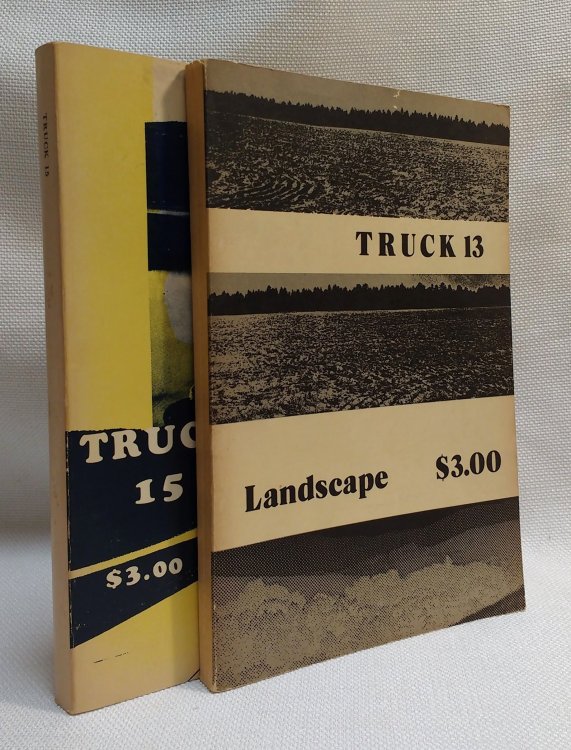 TRUCK 15
TRUC
15
$3.00
TRUCK 13
Landscape $3.00